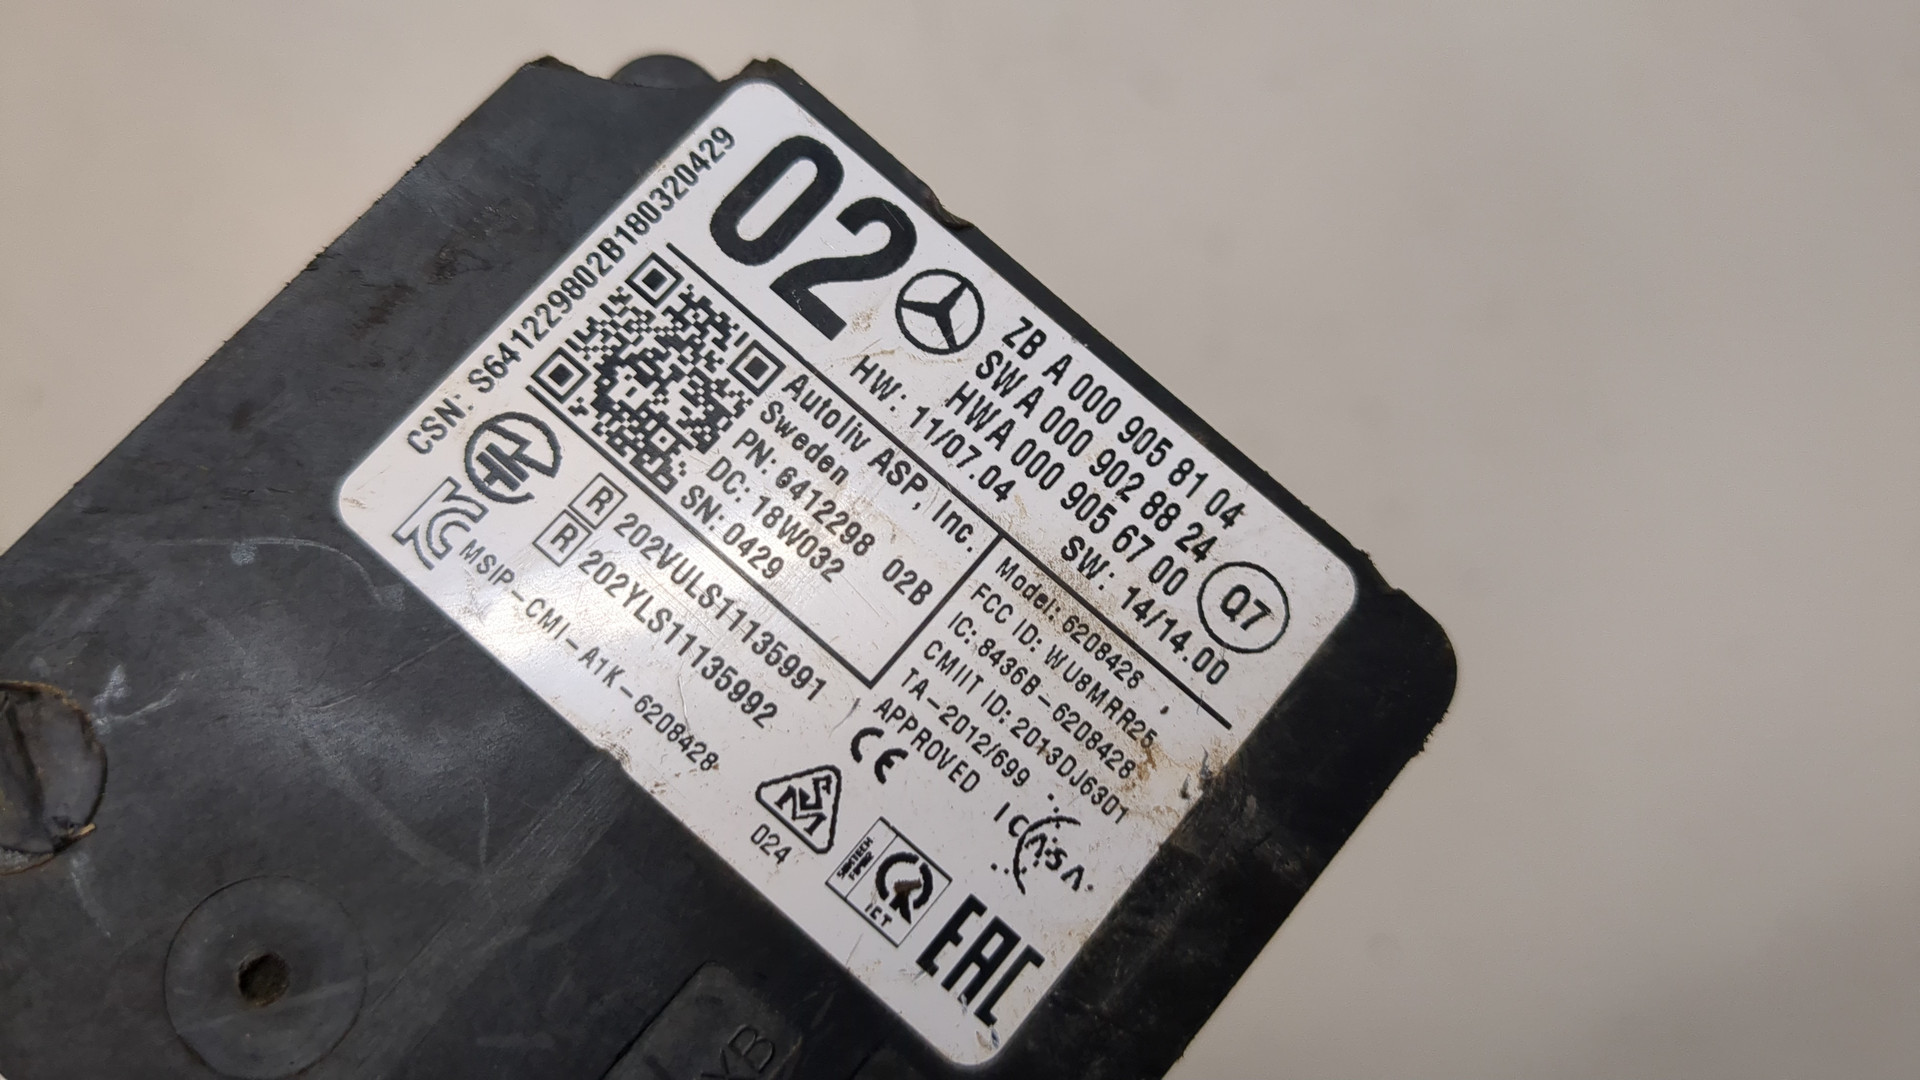 CSN: S641229802B180320429
02
ZB A 000 905 81 04
SW A 000 902 88 24
HW A 000 905 67 00
HW: 11/07.04 SW: 14/14.00
Q7
Autoliv ASP, Inc.
Sweden
PN: 6412298 02B
DC: 18W032
SN: 0429
Model: 6208428
FCC ID: WU8MRR25
IC: 8436B-6208428
CMIIT ID: 2013DJ6301
TA-2012/699
APPROVED
R 202VULS11135991
R 202YLS11135992
MSIP-CMI-A1K-6208428
CE
ICASA
024
EAC